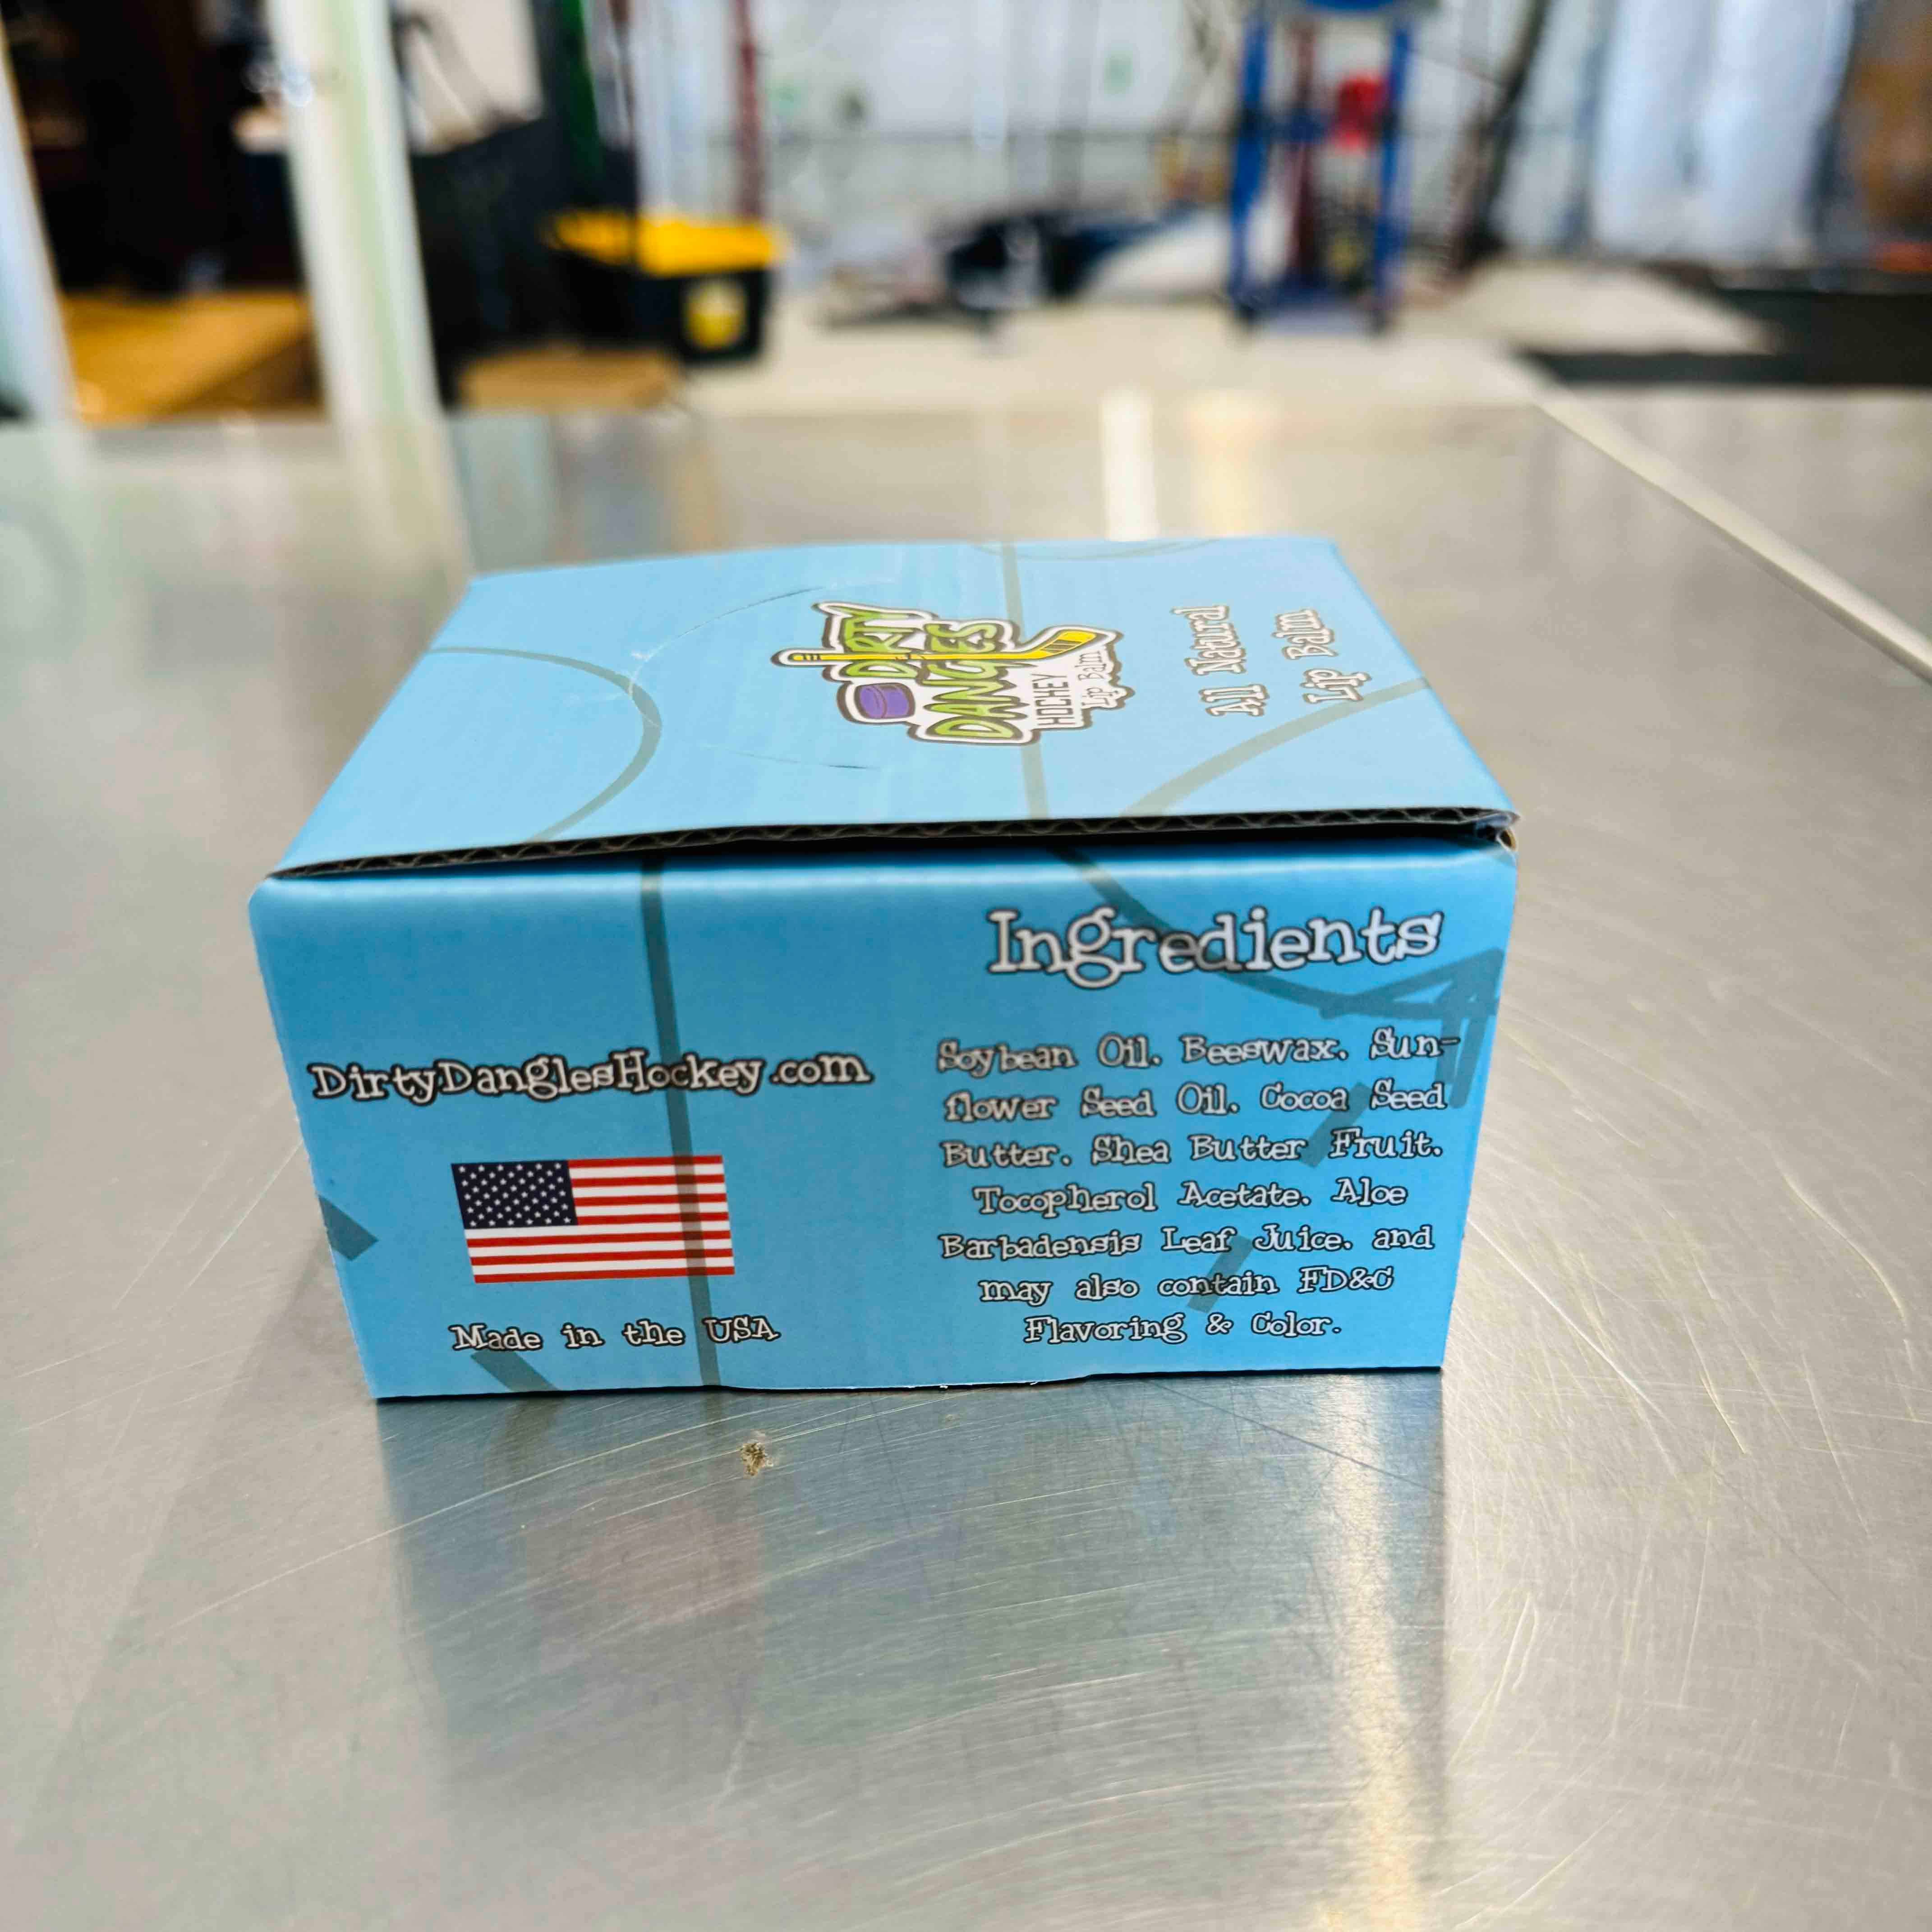 DIRTY
DANGLES
HOCKEY
Lip Balm
All Natural
Lip Balm
DirtyDanglesHockey.com
Made in the USA
Ingredients
Soybean Oil. Beeswax. Sun-
flower Seed Oil. Cocoa Seed
Butter. Shea Butter Fruit.
Tocopherol Acetate. Aloe
Barbadensis Leaf Juice. and
may also contain FD&C
Flavoring & Color.